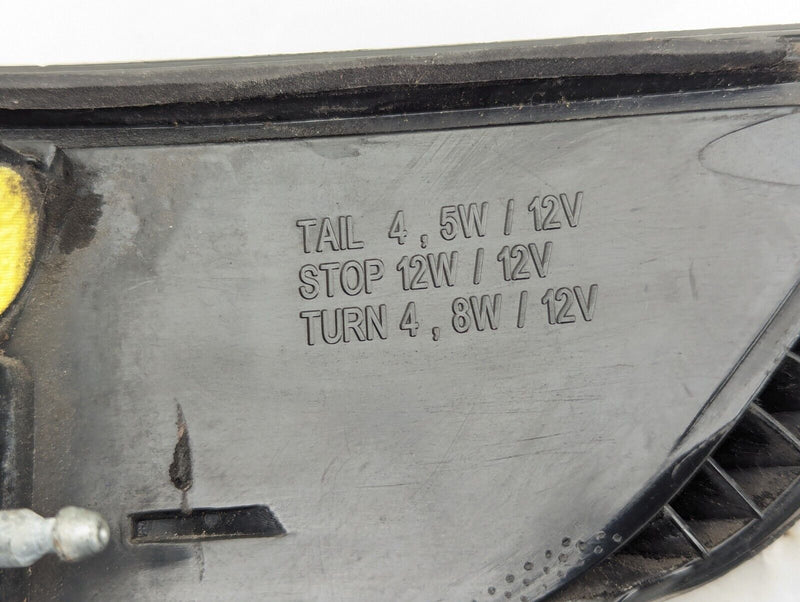 TAIL 4 , 5W / 12V
STOP 12W / 12V
TURN 4 , 8W / 12V